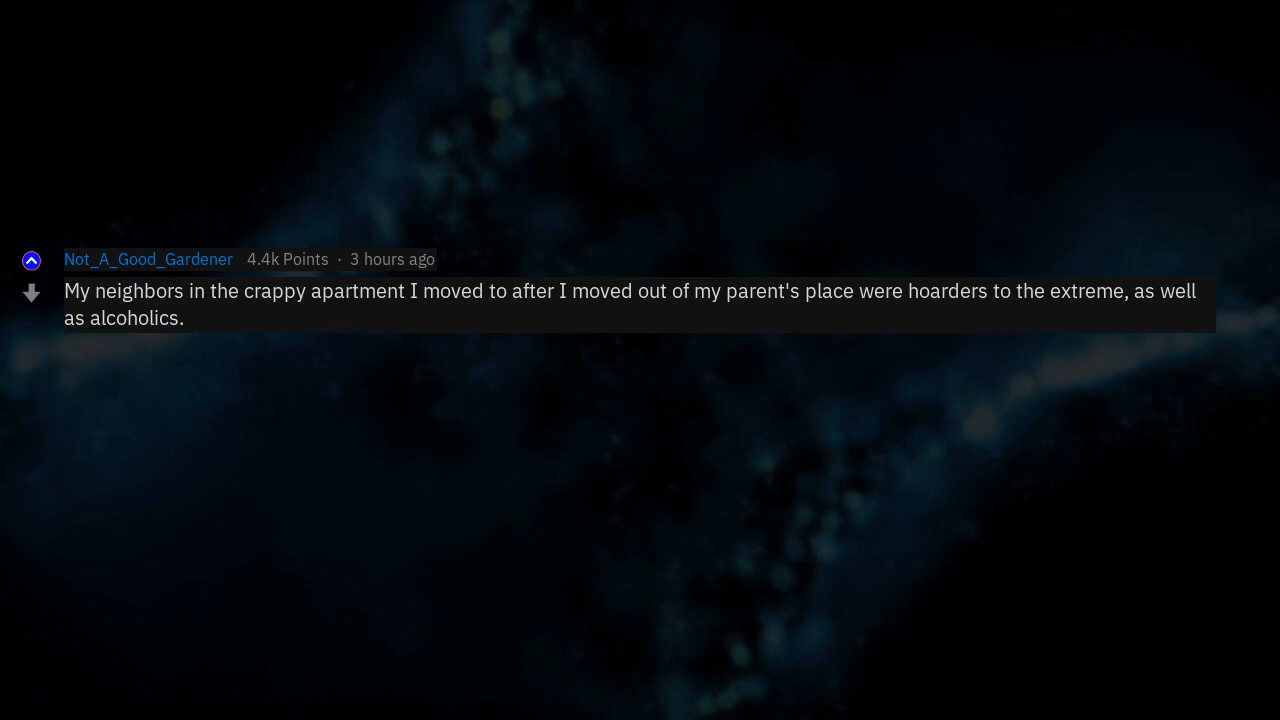 Not_A_Good_Gardener 4.4k Points · 3 hours ago
My neighbors in the crappy apartment I moved to after I moved out of my parent's place were hoarders to the extreme, as well
as alcoholics.